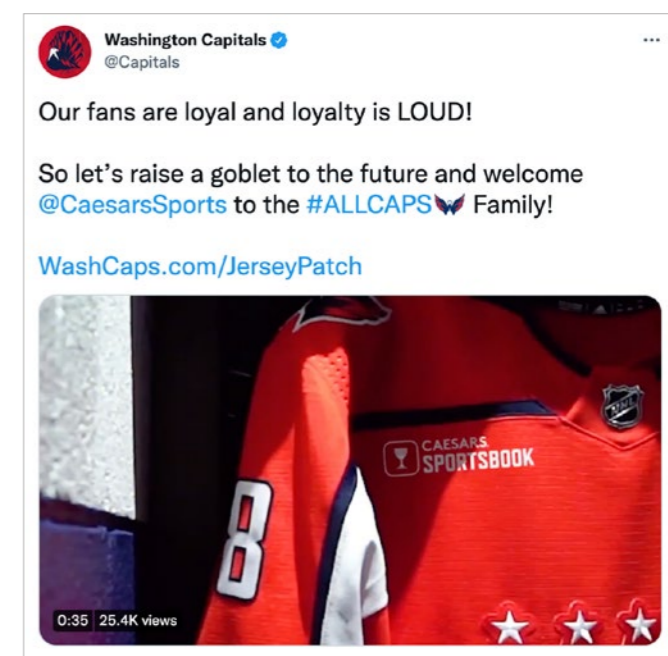 Washington Capitals
@Capitals
Our fans are loyal and loyalty is LOUD!
So let's raise a goblet to the future and welcome
@CaesarsSports to the #ALLCAPS Family!
WashCaps.com/JerseyPatch
NHL
CAESARS
SPORTSBOOK
8
0:35 25.4K views